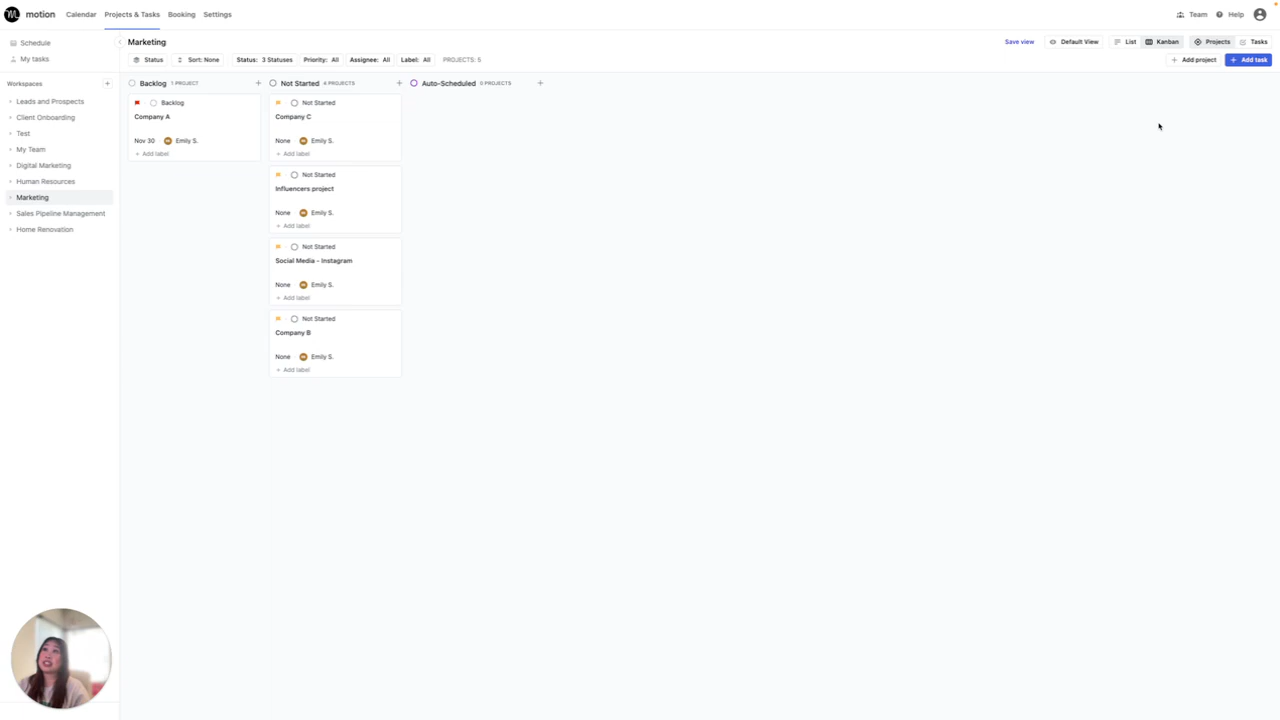 motion
Calendar
Projects & Tasks
Booking
Settings
Team
Help
Schedule
My tasks
Workspaces
Leads and Prospects
Client Onboarding
Test
My Team
Digital Marketing
Human Resources
Marketing
Sales Pipeline Management
Home Renovation
Marketing
Save view
Default View
List
Kanban
Projects
Tasks
Status
Sort: None
Status: 3 Statuses
Priority: All
Assignee: All
Label: All
PROJECTS: 5
+ Add project
+ Add task
Backlog 1 PROJECT +
Backlog
Company A
Nov 30 Emily S.
+ Add label
Not Started 4 PROJECTS +
Not Started
Company C
None Emily S.
+ Add label
Not Started
Influencers project
None Emily S.
+ Add label
Not Started
Social Media - Instagram
None Emily S.
+ Add label
Not Started
Company B
None Emily S.
+ Add label
Auto-Scheduled PROJECTS +